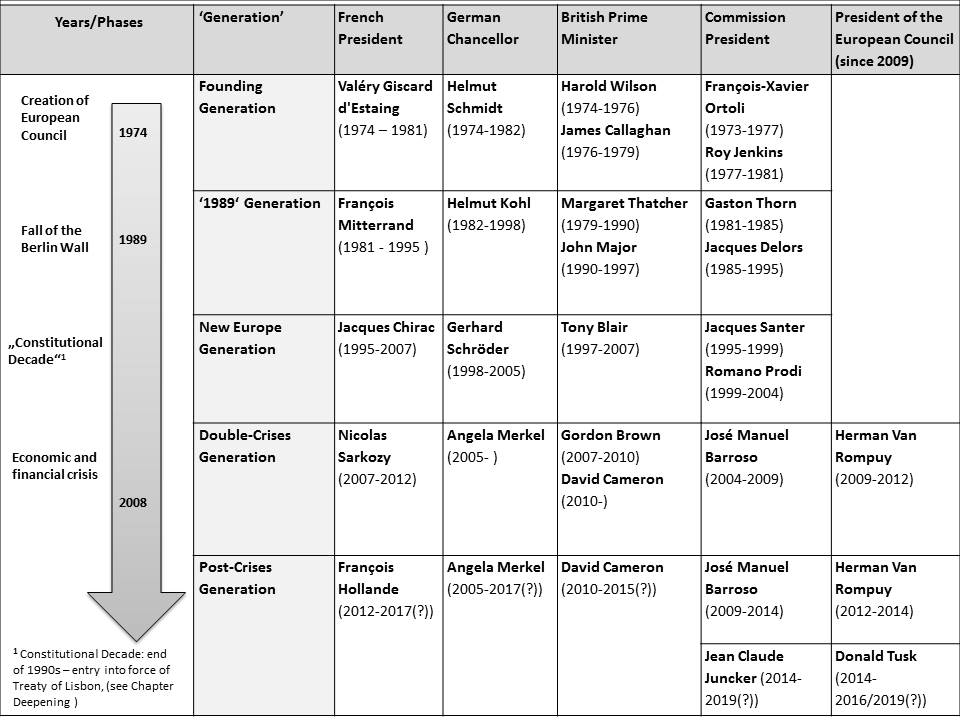 Years/Phases
‘Generation’
French
President
German
Chancellor
British Prime
Minister
Commission
President
President of the
European Council
(since 2009)
Creation of
European
Council
1974
Founding
Generation
Valéry Giscard
d'Estaing
(1974 – 1981)
Helmut
Schmidt
(1974-1982)
Harold Wilson
(1974-1976)
James Callaghan
(1976-1979)
François-Xavier
Ortoli
(1973-1977)
Roy Jenkins
(1977-1981)
Fall of the
Berlin Wall
1989
‘1989‘ Generation
François
Mitterrand
(1981 - 1995 )
Helmut Kohl
(1982-1998)
Margaret Thatcher
(1979-1990)
John Major
(1990-1997)
Gaston Thorn
(1981-1985)
Jacques Delors
(1985-1995)
„Constitutional
Decade“¹
New Europe
Generation
Jacques Chirac
(1995-2007)
Gerhard
Schröder
(1998-2005)
Tony Blair
(1997-2007)
Jacques Santer
(1995-1999)
Romano Prodi
(1999-2004)
Economic and
financial crisis
2008
Double-Crises
Generation
Nicolas
Sarkozy
(2007-2012)
Angela Merkel
(2005- )
Gordon Brown
(2007-2010)
David Cameron
(2010-)
José Manuel
Barroso
(2004-2009)
Herman Van
Rompuy
(2009-2012)
Post-Crises
Generation
François
Hollande
(2012-2017(?))
Angela Merkel
(2005-2017(?))
David Cameron
(2010-2015(?))
José Manuel
Barroso
(2009-2014)
Herman Van
Rompuy
(2012-2014)
Jean Claude
Juncker (2014-
2019(?))
Donald Tusk
(2014-
2016/2019(?))
¹ Constitutional Decade: end
of 1990s – entry into force of
Treaty of Lisbon, (see Chapter
Deepening )